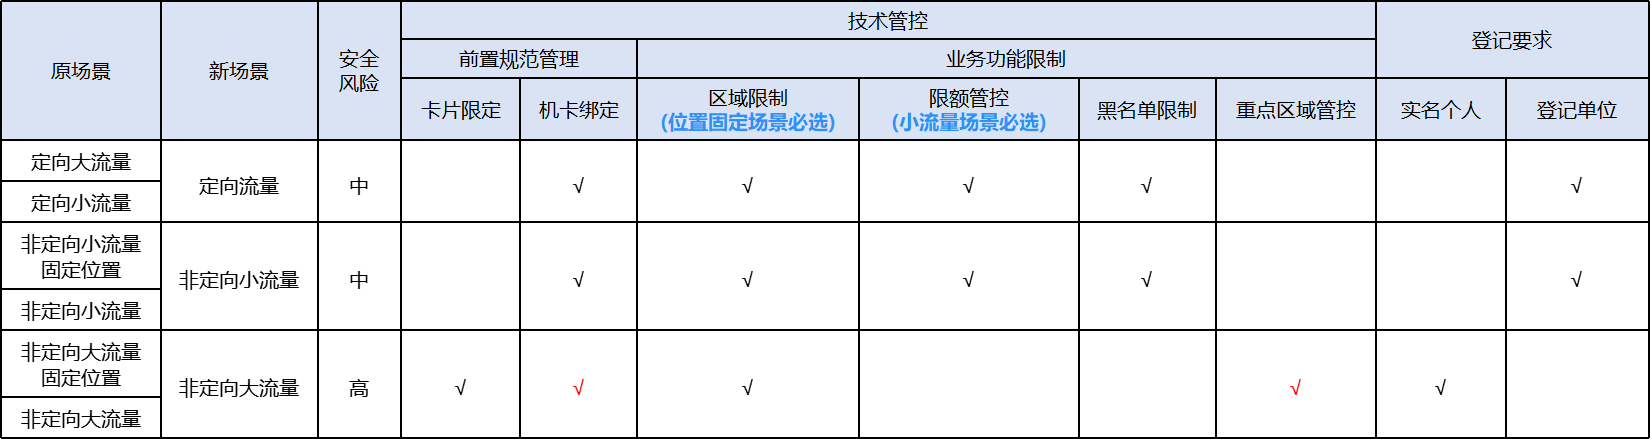 原场景
新场景
安全
风险
技术管控
登记要求
前置规范管理
业务功能限制
卡片限定
机卡绑定
区域限制
(位置固定场景必选)
限额管控
(小流量场景必选)
黑名单限制
重点区域管控
实名个人
登记单位
定向大流量
定向小流量
定向流量
中
√
√
√
√
√
非定向小流量
固定位置
非定向小流量
非定向小流量
中
√
√
√
√
√
非定向大流量
固定位置
非定向大流量
非定向大流量
高
√
√
√
√
√